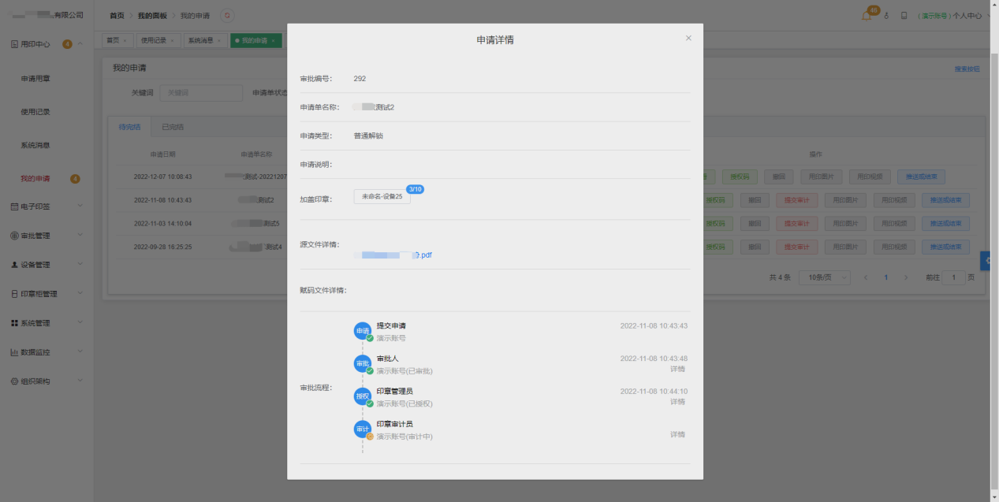 有限公司
首页 我的面板 我的申请
46
(演示账号) 个人中心
用印中心 4
首页 使用记录 系统消息 我的申请
申请用章
使用记录
系统消息
我的申请 4
电子印签
审批管理
设备管理
印章柜管理
系统管理
数据监控
组织架构
我的申请
搜索按钮
关键词 关键词 申请单状态
待完结 已完结
申请日期 申请单名称 操作
2022-12-07 10:08:43 测试-20221207 授权码 撤回 用印图片 用印视频 推送或结束
2022-11-08 10:43:43 测试2 授权码 撤回 提交审计 用印图片 用印视频 推送或结束
2022-11-03 14:10:04 测试5 授权码 撤回 提交审计 用印图片 用印视频 推送或结束
2022-09-28 16:25:25 测试4 授权码 撤回 提交审计 用印图片 用印视频 推送或结束
共 4 条 10条/页 1 前往 1 页
申请详情
审批编号: 292
申请单名称: 测试2
申请类型: 普通解锁
申请说明:
加盖印章: 未命名-设备25 3/10
源文件详情:
.pdf
赋码文件详情:
审批流程:
申请 提交申请 2022-11-08 10:43:43
演示账号
审批 审批人 2022-11-08 10:43:48
演示账号(已审批) 详情
授权 印章管理员 2022-11-08 10:44:10
演示账号(已授权) 详情
审计 印章审计员
演示账号(审计中) 详情